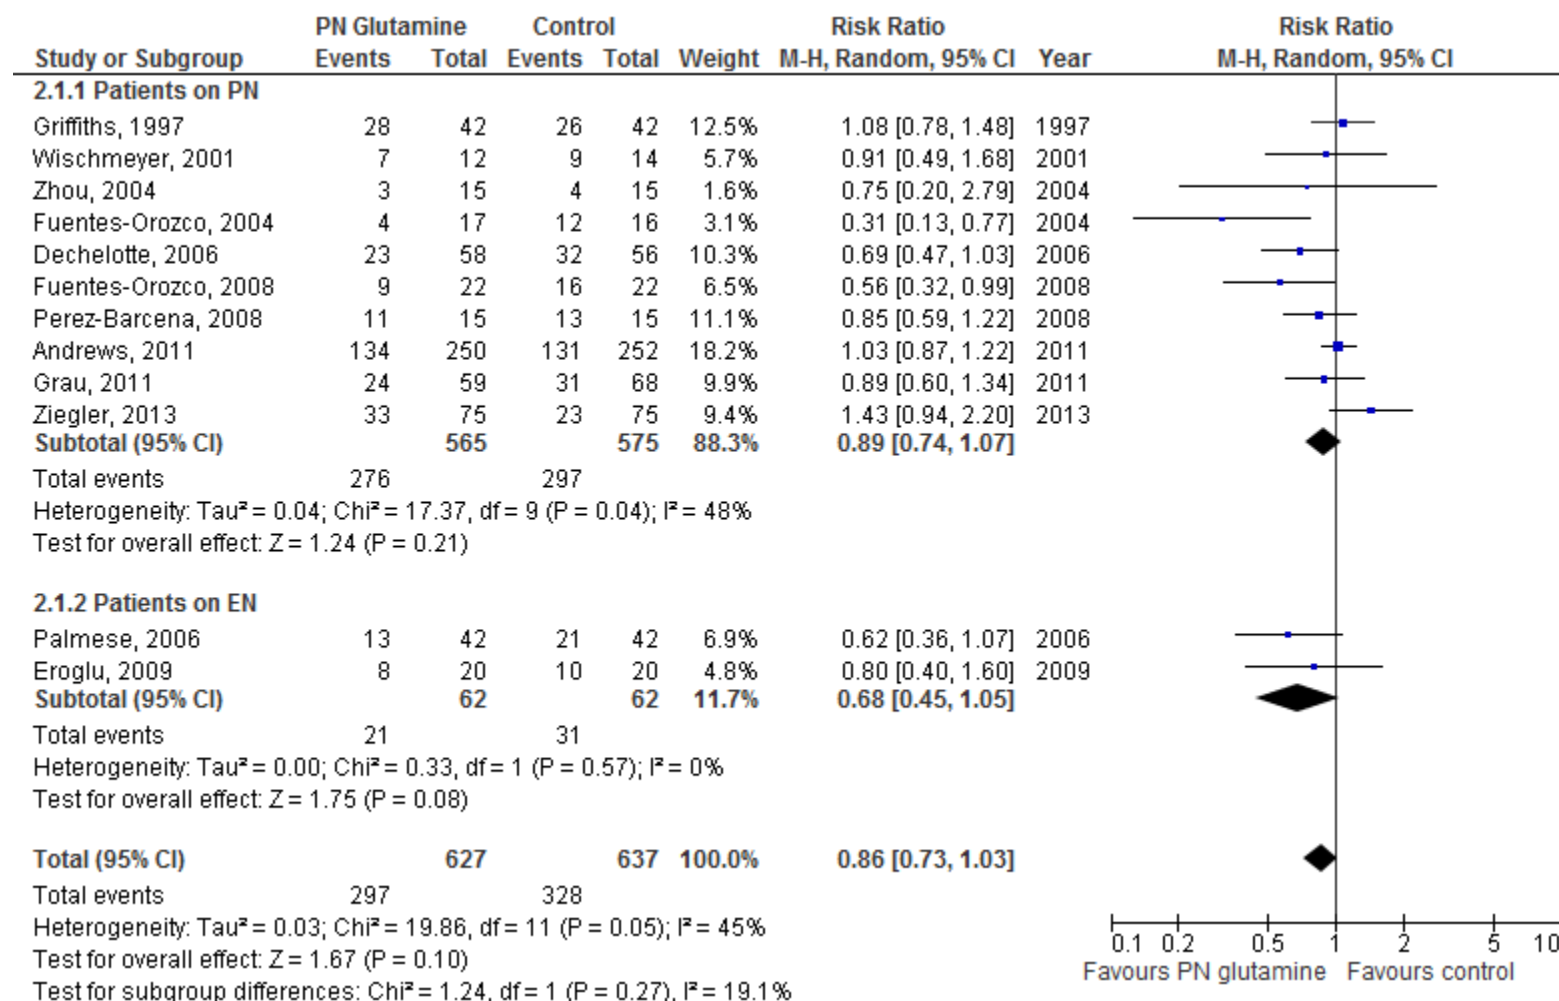 PN Glutamine Control Risk Ratio Risk Ratio
Study or Subgroup Events Total Events Total Weight M-H, Random, 95% CI Year M-H, Random, 95% CI
2.1.1 Patients on PN
Griffiths, 1997 28 42 26 42 12.5% 1.08 [0.78, 1.48] 1997
Wischmeyer, 2001 7 12 9 14 5.7% 0.91 [0.49, 1.68] 2001
Zhou, 2004 3 15 4 15 1.6% 0.75 [0.20, 2.79] 2004
Fuentes-Orozco, 2004 4 17 12 16 3.1% 0.31 [0.13, 0.77] 2004
Dechelotte, 2006 23 58 32 56 10.3% 0.69 [0.47, 1.03] 2006
Fuentes-Orozco, 2008 9 22 16 22 6.5% 0.56 [0.32, 0.99] 2008
Perez-Barcena, 2008 11 15 13 15 11.1% 0.85 [0.59, 1.22] 2008
Andrews, 2011 134 250 131 252 18.2% 1.03 [0.87, 1.22] 2011
Grau, 2011 24 59 31 68 9.9% 0.89 [0.60, 1.34] 2011
Ziegler, 2013 33 75 23 75 9.4% 1.43 [0.94, 2.20] 2013
Subtotal (95% CI) 565 575 88.3% 0.89 [0.74, 1.07]
Total events 276 297
Heterogeneity: Tau² = 0.04; Chi² = 17.37, df = 9 (P = 0.04); I² = 48%
Test for overall effect: Z = 1.24 (P = 0.21)
2.1.2 Patients on EN
Palmese, 2006 13 42 21 42 6.9% 0.62 [0.36, 1.07] 2006
Eroglu, 2009 8 20 10 20 4.8% 0.80 [0.40, 1.60] 2009
Subtotal (95% CI) 62 62 11.7% 0.68 [0.45, 1.05]
Total events 21 31
Heterogeneity: Tau² = 0.00; Chi² = 0.33, df = 1 (P = 0.57); I² = 0%
Test for overall effect: Z = 1.75 (P = 0.08)
Total (95% CI) 627 637 100.0% 0.86 [0.73, 1.03]
Total events 297 328
Heterogeneity: Tau² = 0.03; Chi² = 19.86, df = 11 (P = 0.05); I² = 45%
Test for overall effect: Z = 1.67 (P = 0.10)
Test for subgroup differences: Chi² = 1.24, df = 1 (P = 0.27), I² = 19.1%
0.1 0.2 0.5 1 2 5 10
Favours PN glutamine Favours control